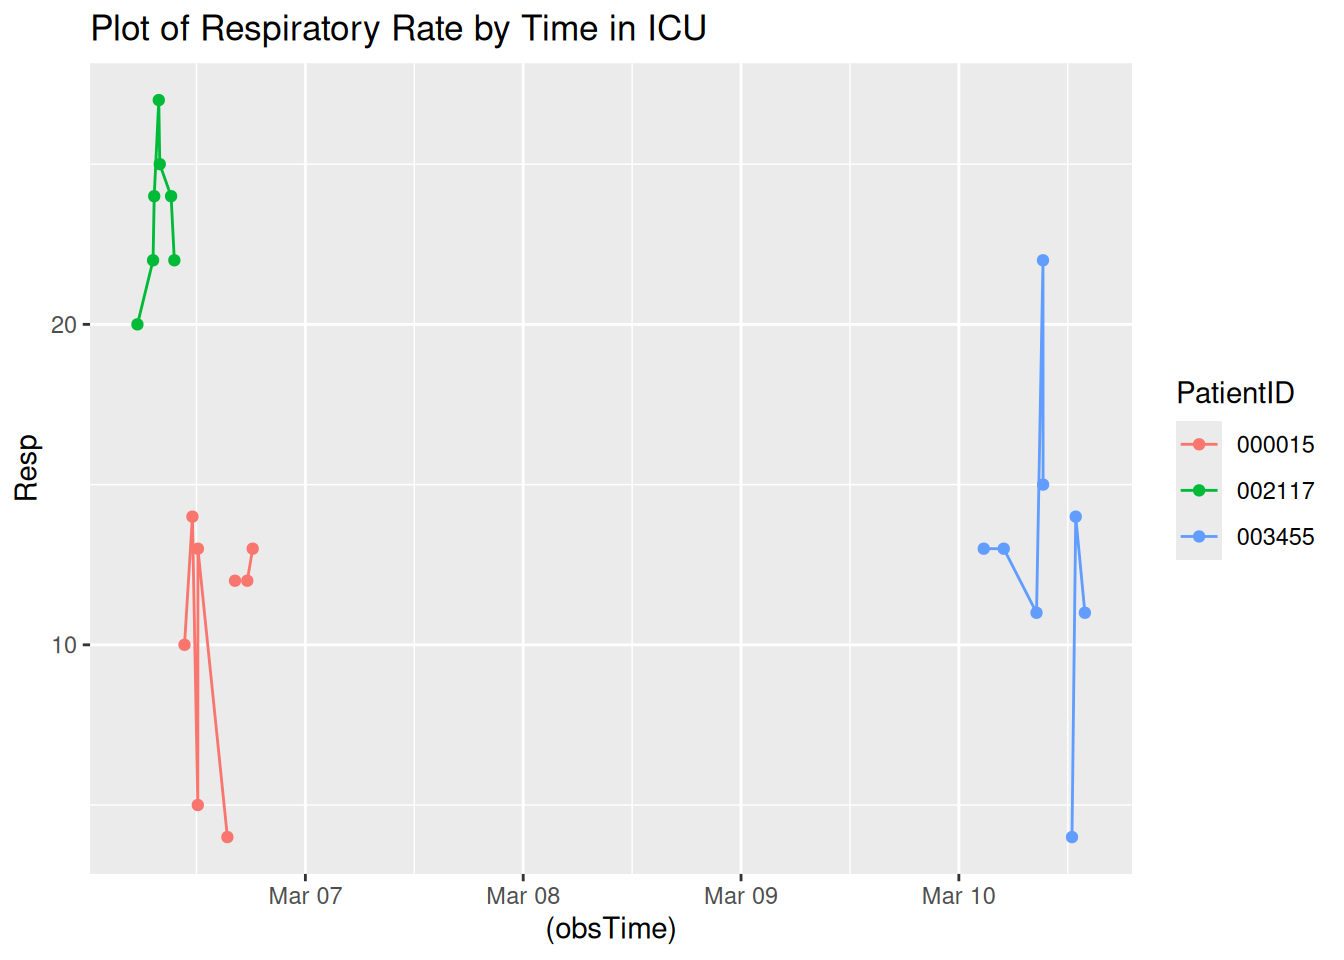 Plot of Respiratory Rate by Time in ICU
Resp
20
10
Mar 07
Mar 08
Mar 09
Mar 10
(obsTime)
PatientID
000015
002117
003455